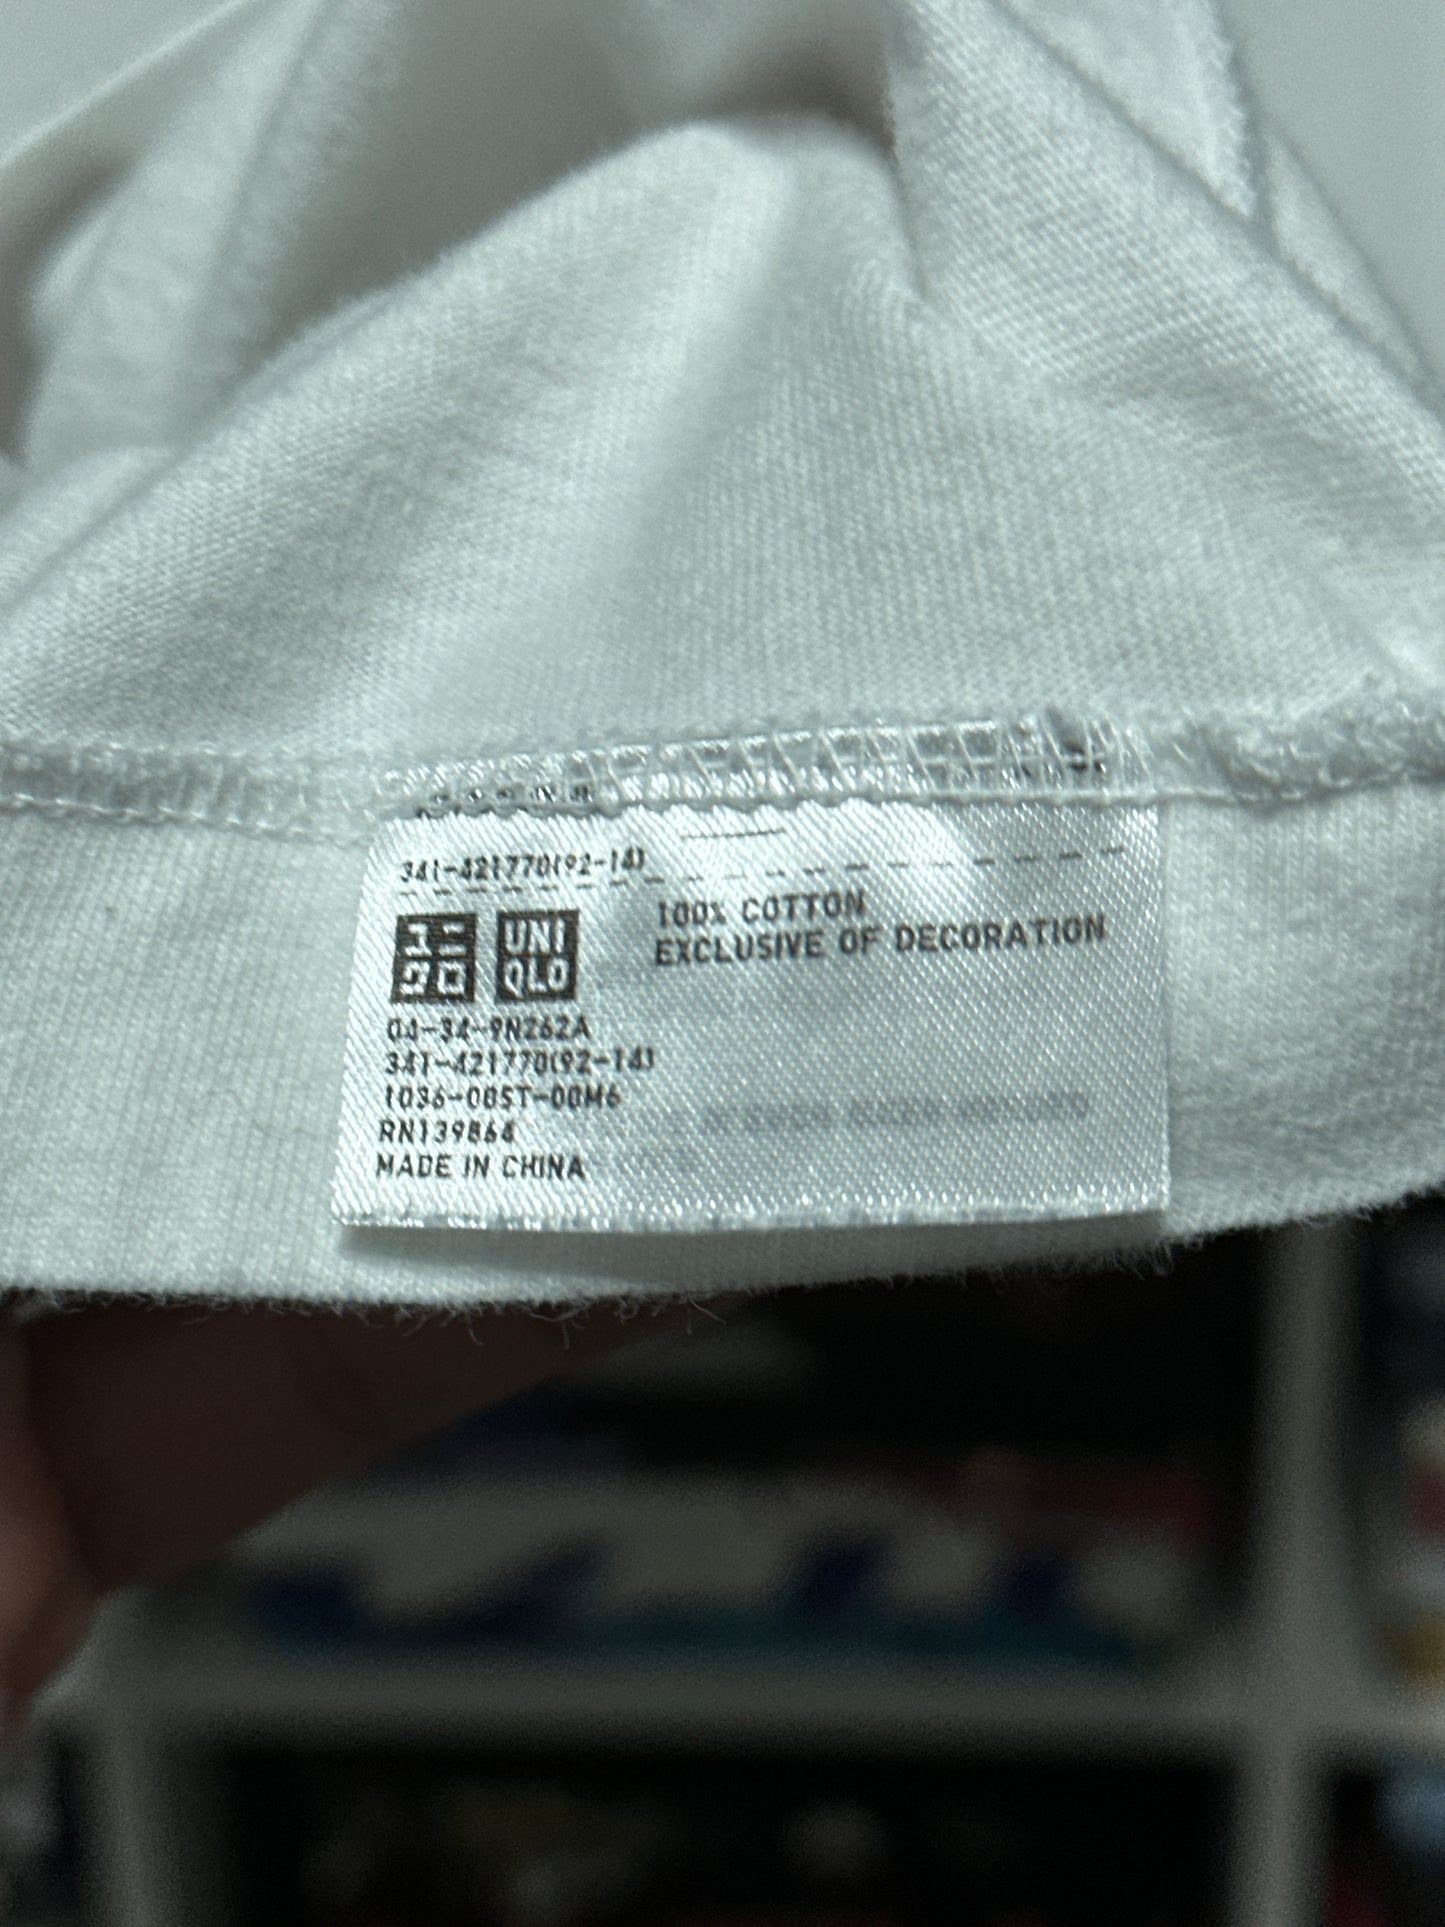 341-421770(92-14)
ユニ
クロ
UNI
QLO
04-34-9N262A
341-421770(92-14)
1036-00ST-00M6
RN139864
MADE IN CHINA
100% COTTON
EXCLUSIVE OF DECORATION